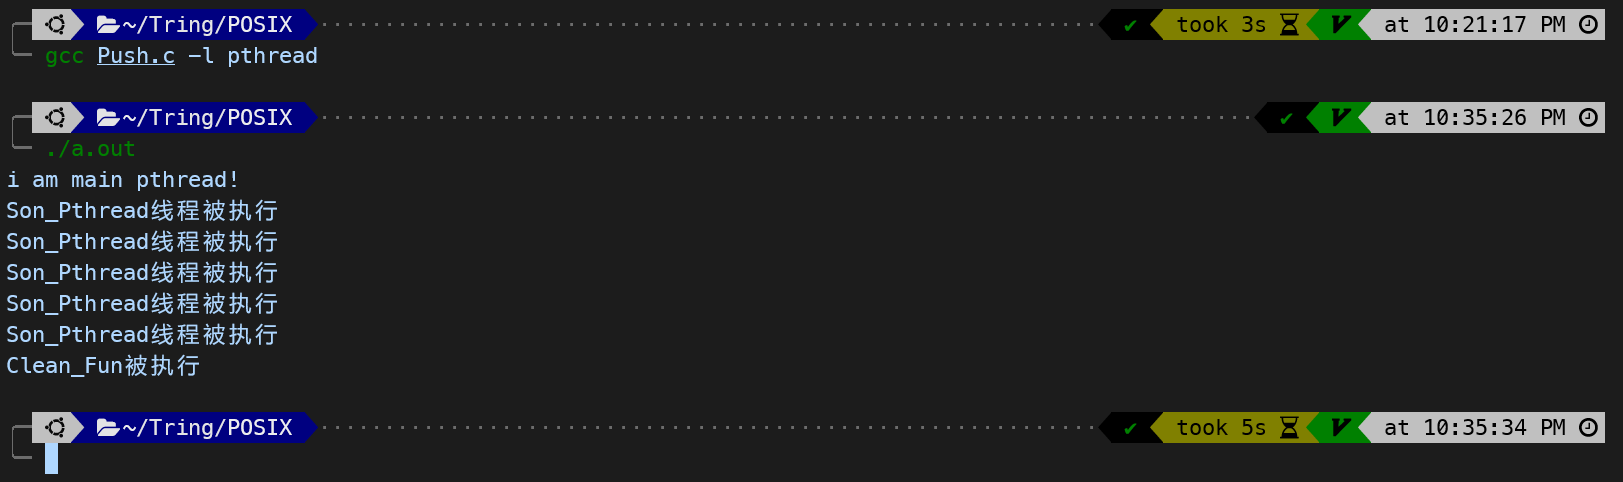 ~/Tring/POSIX ✔ took 3s at 10:21:17 PM
gcc Push.c -l pthread
~/Tring/POSIX ✔ at 10:35:26 PM
./a.out
i am main pthread!
Son_Pthread线程被执行
Son_Pthread线程被执行
Son_Pthread线程被执行
Son_Pthread线程被执行
Son_Pthread线程被执行
Clean_Fun被执行
~/Tring/POSIX ✔ took 5s at 10:35:34 PM